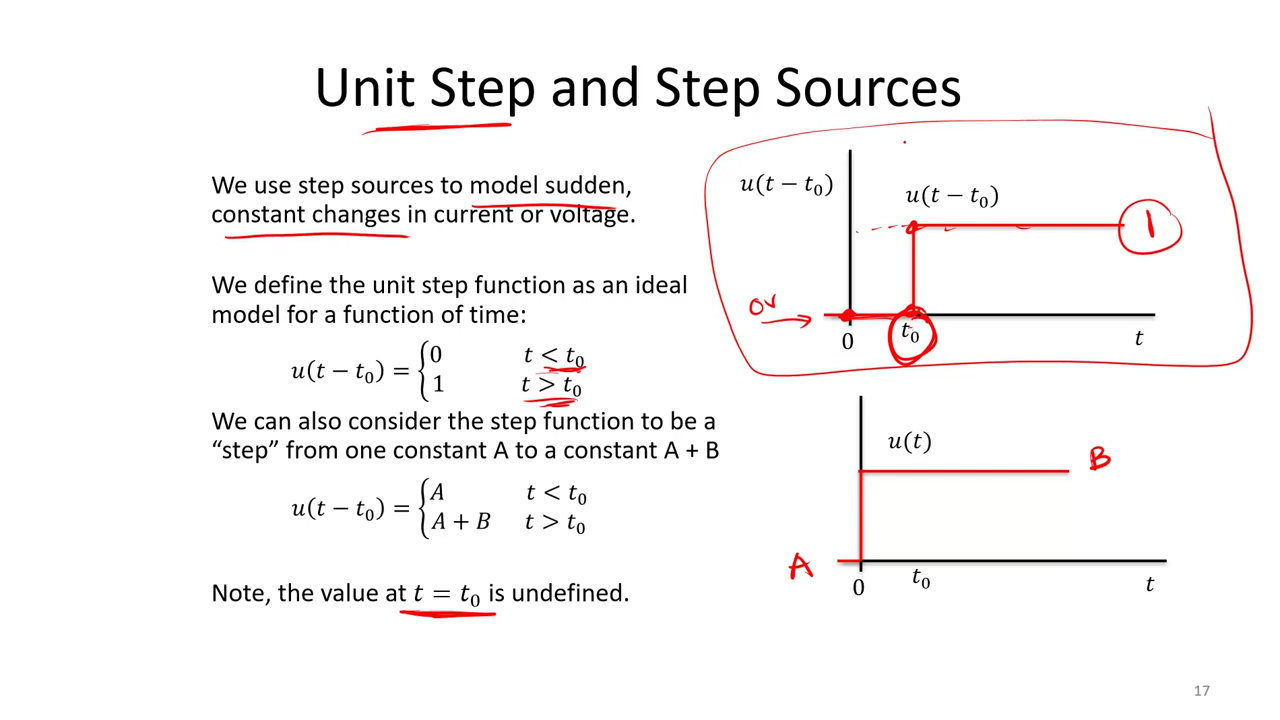 Unit Step and Step Sources
We use step sources to model sudden,
constant changes in current or voltage.
We define the unit step function as an ideal
model for a function of time:
u(t − t₀) = {0 t < t₀
1 t > t₀
We can also consider the step function to be a
“step” from one constant A to a constant A + B
u(t − t₀) = {A t < t₀
A + B t > t₀
Note, the value at t = t₀ is undefined.
u(t − t₀)
u(t − t₀)
1
0V
0 t₀ t
u(t)
B
A
0 t₀ t
17